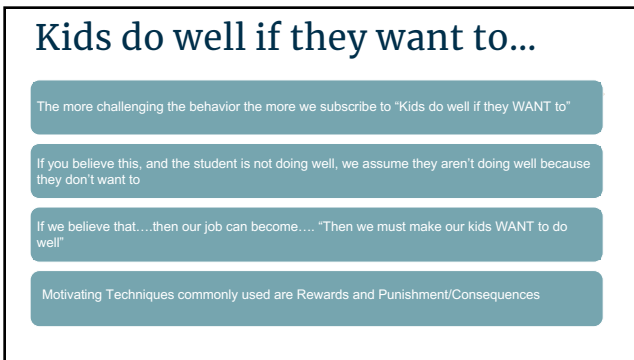 Kids do well if they want to...
The more challenging the behavior the more we subscribe to “Kids do well if they WANT to”
If you believe this, and the student is not doing well, we assume they aren’t doing well because
they don’t want to
If we believe that….then our job can become…. “Then we must make our kids WANT to do
well”
Motivating Techniques commonly used are Rewards and Punishment/Consequences